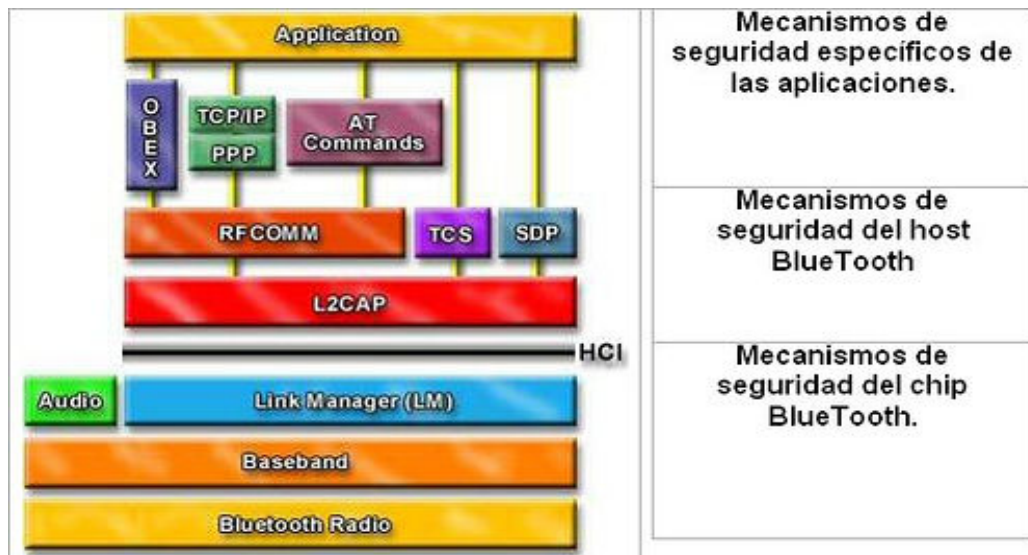 Application
OBEX
TCP/IP
PPP
AT
Commands
RFCOMM
TCS
SDP
L2CAP
HCI
Audio
Link Manager (LM)
Baseband
Bluetooth Radio
Mecanismos de
seguridad específicos de
las aplicaciones.
Mecanismos de
seguridad del host
BlueTooth
Mecanismos de
seguridad del chip
BlueTooth.